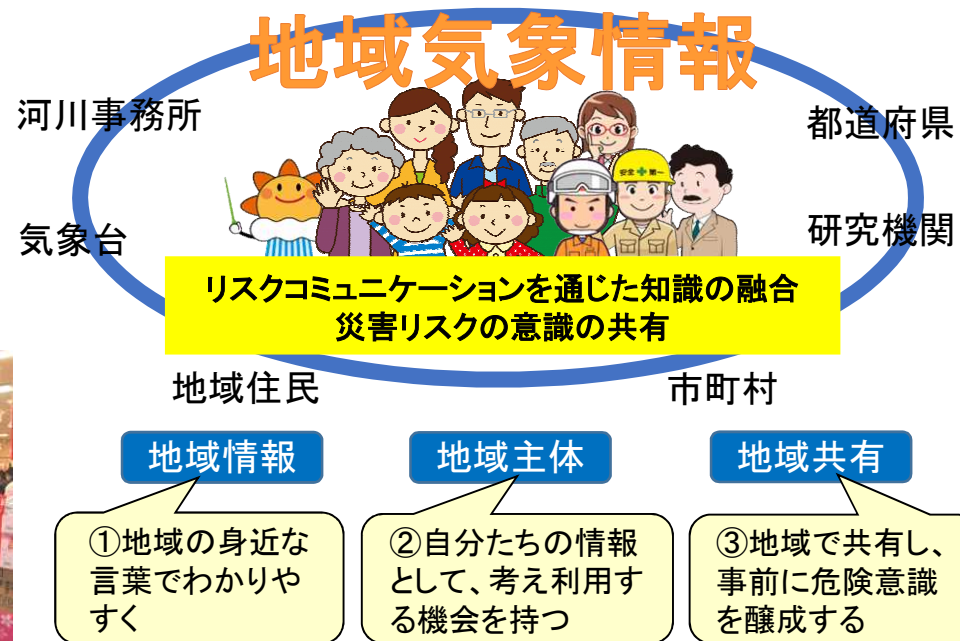 地域気象情報
河川事務所
都道府県
安全＋第一
気象台
研究機関
リスクコミュニケーションを通じた知識の融合
災害リスクの意識の共有
地域住民
市町村
地域情報
地域主体
地域共有
①地域の身近な
言葉でわかりや
すく
②自分たちの情報
として、考え利用す
る機会を持つ
③地域で共有し、
事前に危険意識
を醸成する